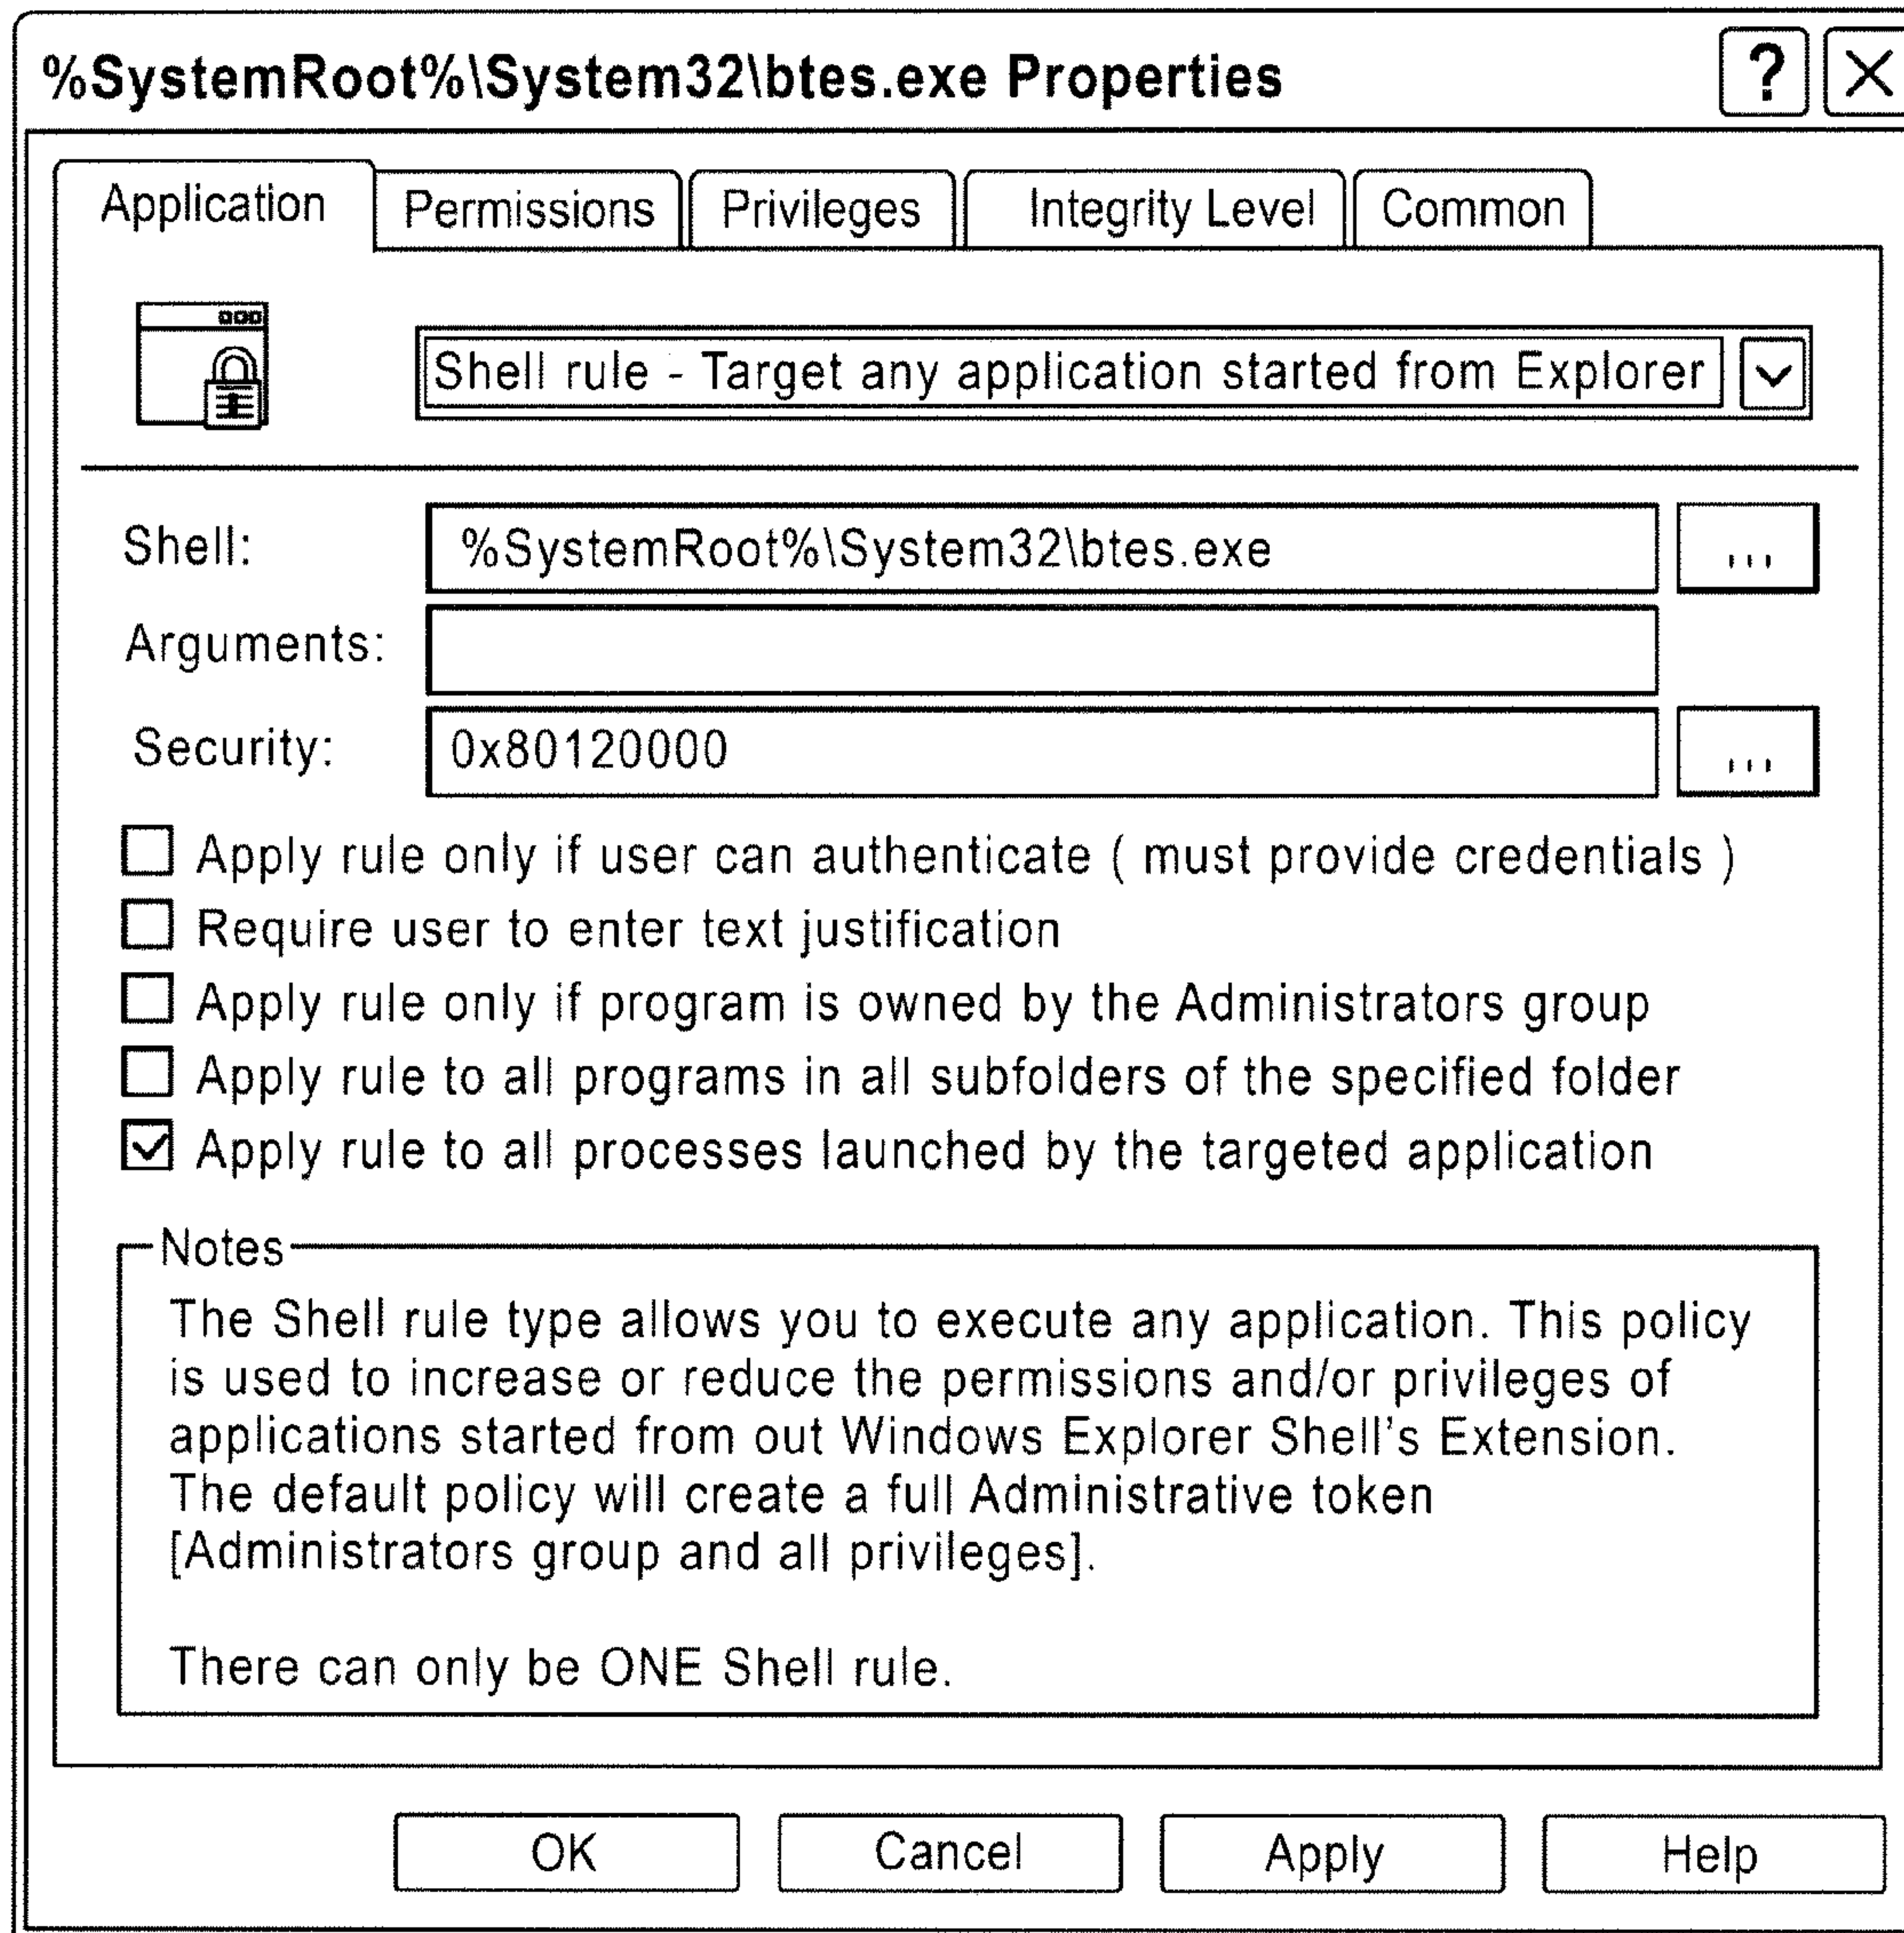 %SystemRoot%\System32\btes.exe Properties
?
Application Permissions Privileges Integrity Level Common
Shell rule - Target any application started from Explorer
Shell: %SystemRoot%\System32\btes.exe ...
Arguments:
Security: 0x80120000 ...
Apply rule only if user can authenticate ( must provide credentials )
Require user to enter text justification
Apply rule only if program is owned by the Administrators group
Apply rule to all programs in all subfolders of the specified folder
Apply rule to all processes launched by the targeted application
Notes
The Shell rule type allows you to execute any application. This policy
is used to increase or reduce the permissions and/or privileges of
applications started from out Windows Explorer Shell's Extension.
The default policy will create a full Administrative token
[Administrators group and all privileges].
There can only be ONE Shell rule.
OK Cancel Apply Help